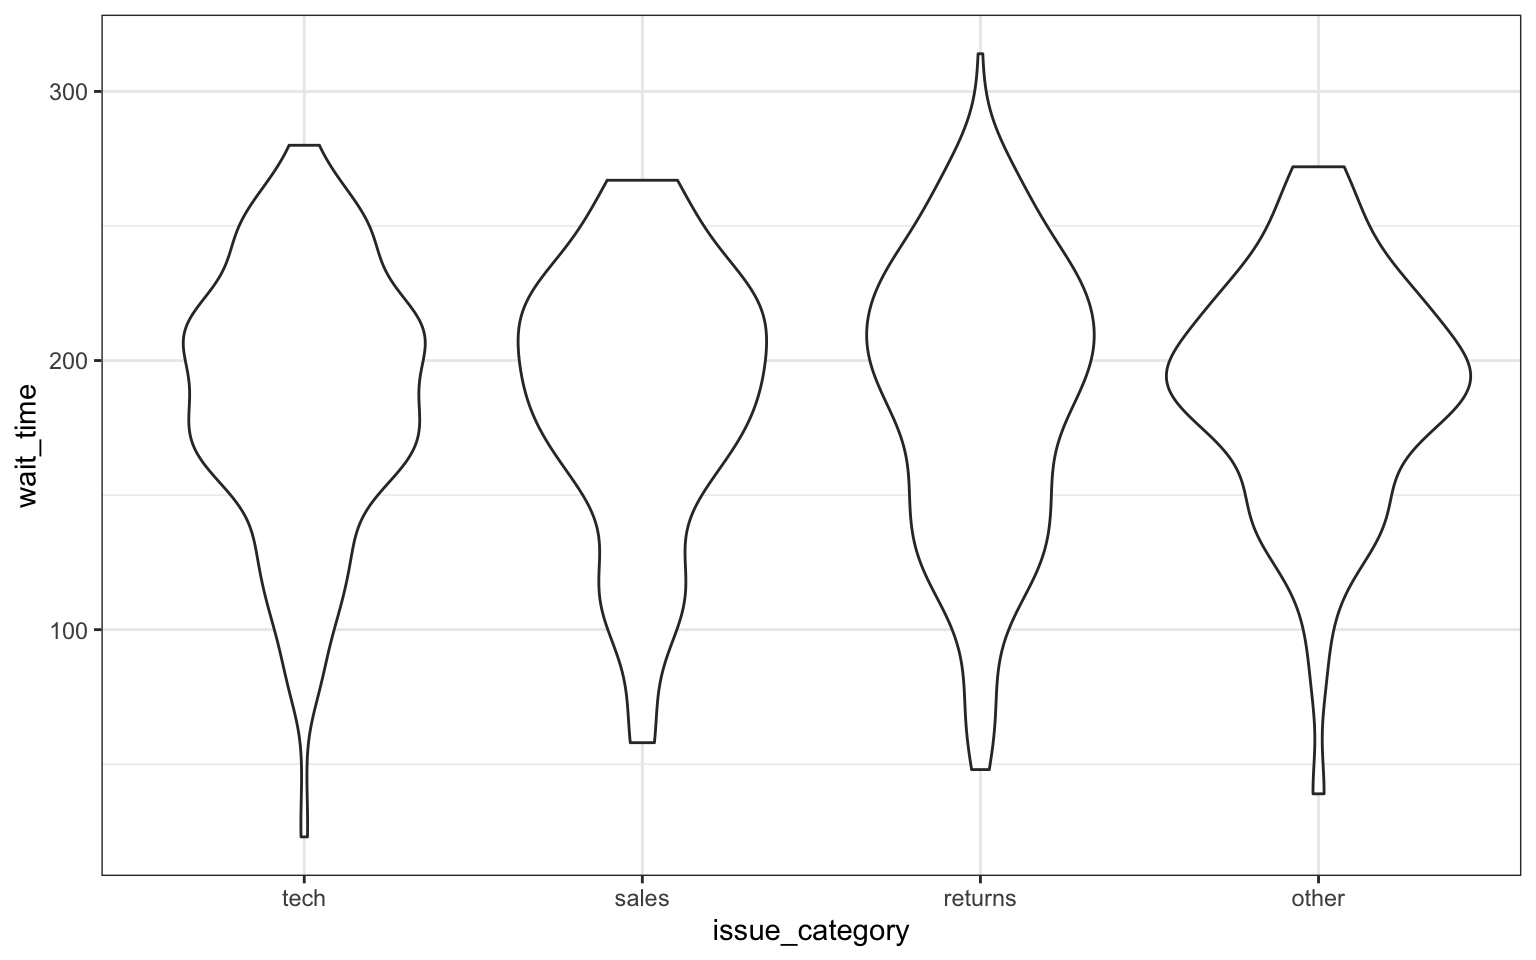 300
200
100
wait_time
tech sales returns other
issue_category